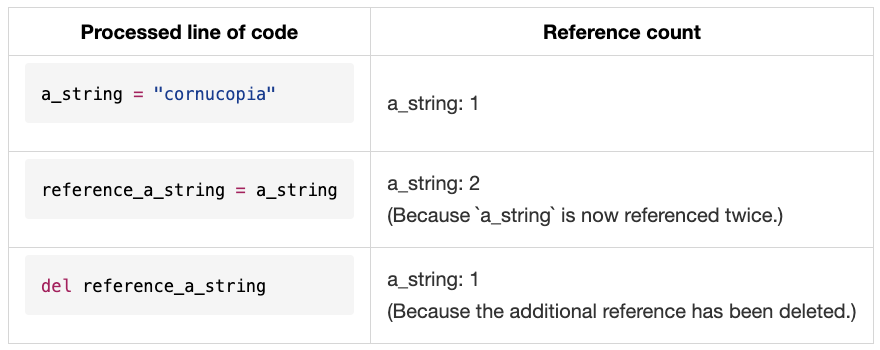 Processed line of code
Reference count
a_string = "cornucopia"
a_string: 1
reference_a_string = a_string
a_string: 2
(Because `a_string` is now referenced twice.)
del reference_a_string
a_string: 1
(Because the additional reference has been deleted.)